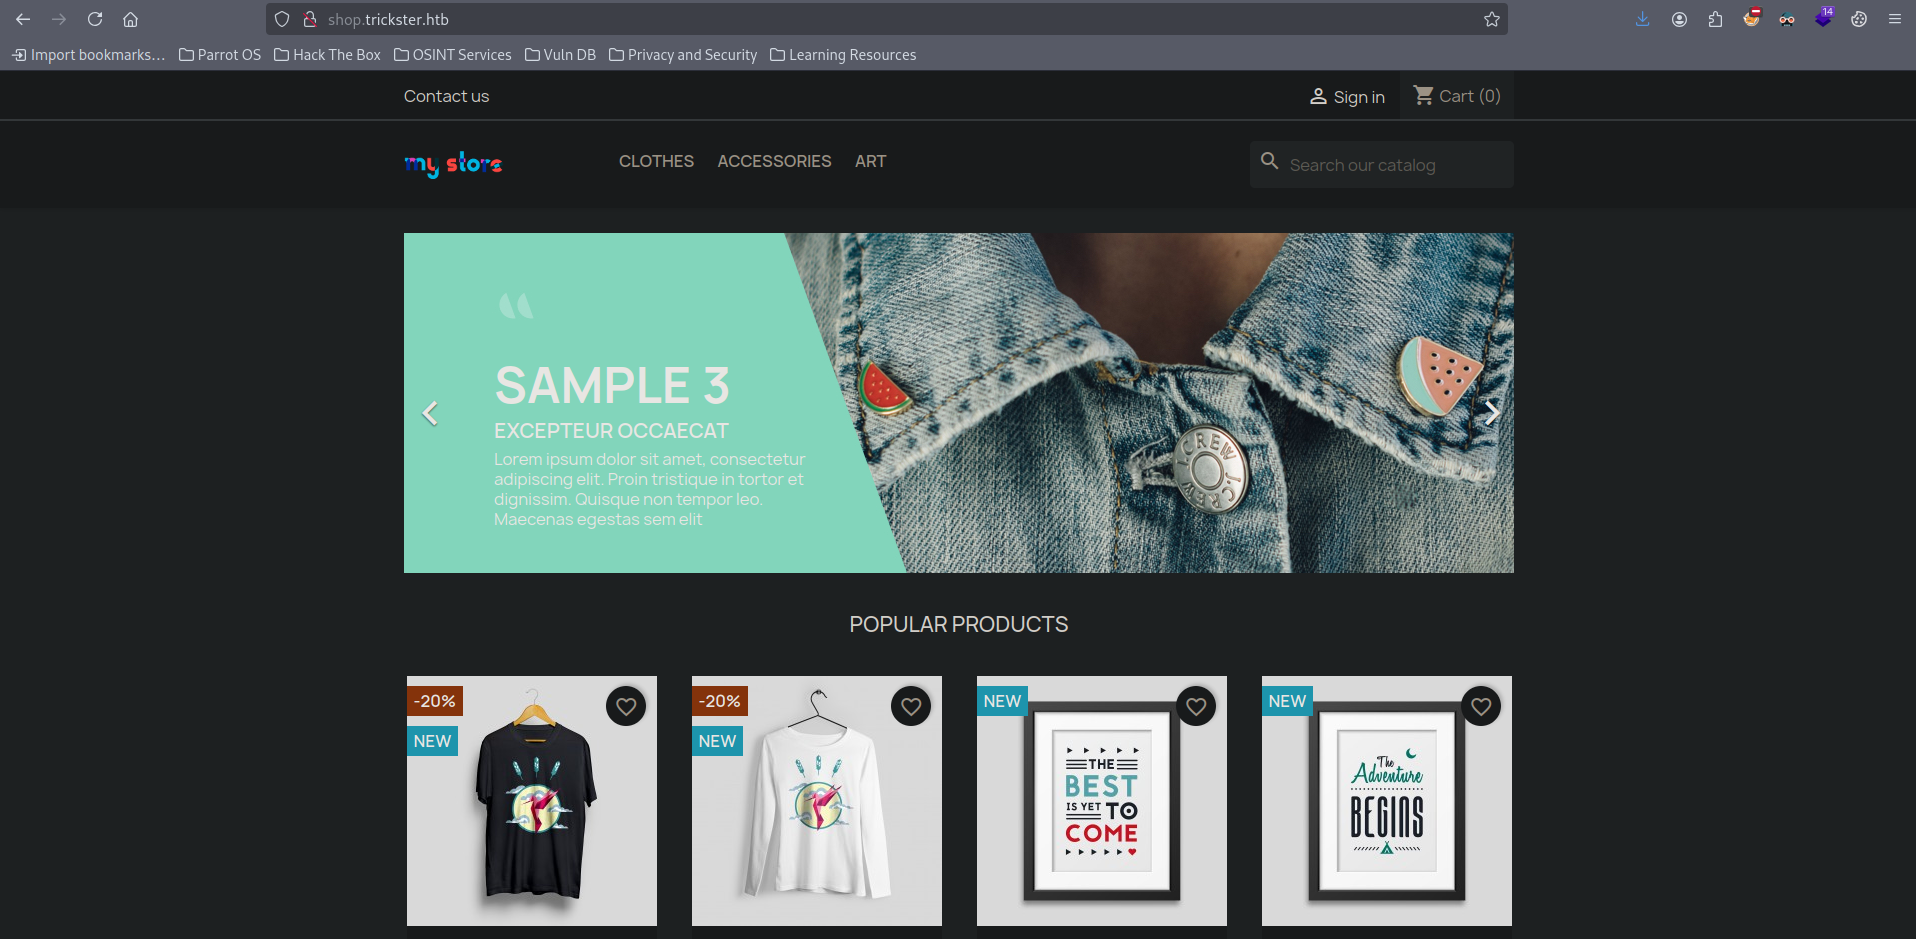 shop.trickster.htb
14
Import bookmarks... Parrot OS Hack The Box OSINT Services Vuln DB Privacy and Security Learning Resources
Contact us Sign in Cart (0)
my store CLOTHES ACCESSORIES ART Search our catalog
SAMPLE 3
EXCEPTEUR OCCAECAT
Lorem ipsum dolor sit amet, consectetur
adipiscing elit. Proin tristique in tortor et
dignissim. Quisque non tempor leo.
Maecenas egestas sem elit
J.CREW J.CREW
POPULAR PRODUCTS
-20%
NEW
-20%
NEW
NEW
THE
BEST
IS YET TO
COME
NEW
The
Adventure
BEGINS